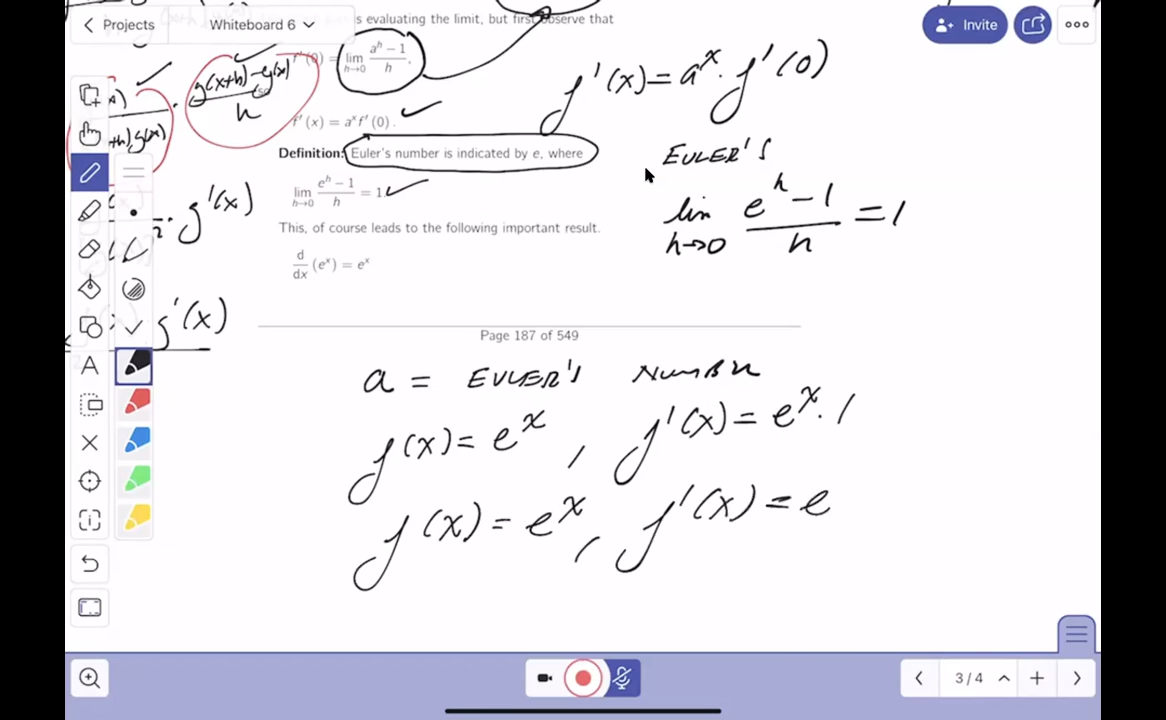 s evaluating the limit, but first observe that
Projects
Whiteboard 6
Invite
f'(0) = lim h→0 (a^h − 1)/h.
g(x+h) − g(x)
h
f'(x) = a^x · f'(0)
f'(x) = a^x f'(0).
+h) g(x)
Definition: Euler's number is indicated by e, where
EULER'S
lim h→0 (e^h − 1)/h = 1.
lim h→0 (e^h − 1)/h = 1
· g'(x)
This, of course leads to the following important result.
d/dx (e^x) = e^x
g'(x)
Page 187 of 549
A
a = EULER'S NUMBER
f(x) = e^x, f'(x) = e^x · 1
f(x) = e^x, f'(x) = e
3/4